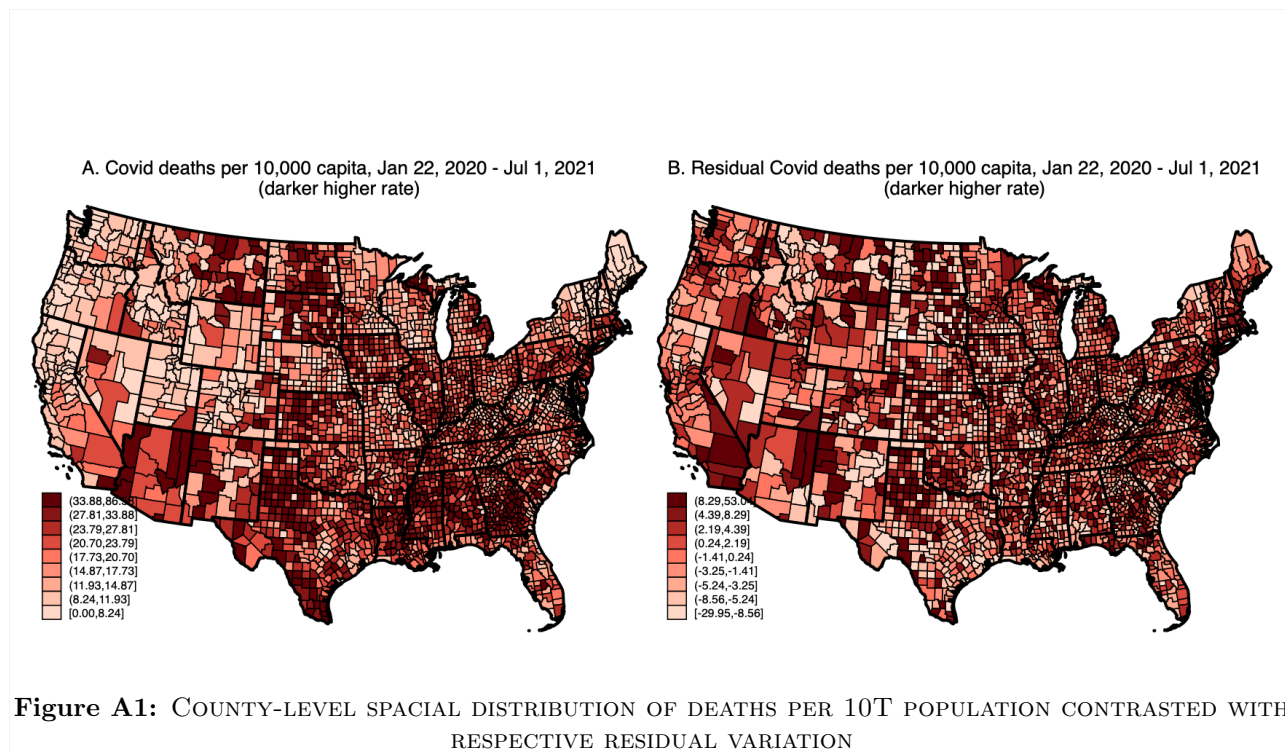 A. Covid deaths per 10,000 capita, Jan 22, 2020 - Jul 1, 2021
(darker higher rate)
(27.81,33.88]
(23.79,27.81]
(20.70,23.79]
(17.73,20.70]
(14.87,17.73]
(11.93,14.87]
(8.24,11.93]
[0.00,8.24]
B. Residual Covid deaths per 10,000 capita, Jan 22, 2020 - Jul 1, 2021
(darker higher rate)
(4.39,8.29]
(2.19,4.39]
(0.24,2.19]
(-1.41,0.24]
(-3.25,-1.41]
(-5.24,-3.25]
(-8.56,-5.24]
[-29.95,-8.56]
Figure A1: County-level spacial distribution of deaths per 10T population contrasted with
respective residual variation